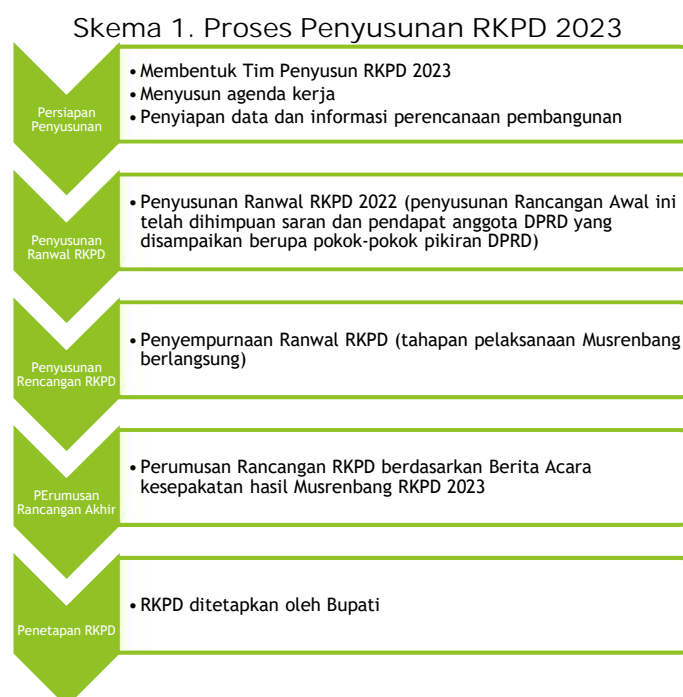 Skema 1. Proses Penyusunan RKPD 2023
Persiapan
Penyusunan
• Membentuk Tim Penyusun RKPD 2023
• Menyusun agenda kerja
• Penyiapan data dan informasi perencanaan pembangunan
Penyusunan
Ranwal RKPD
• Penyusunan Ranwal RKPD 2022 (penyusunan Rancangan Awal ini
telah dihimpuan saran dan pendapat anggota DPRD yang
disampaikan berupa pokok-pokok pikiran DPRD)
Penyusunan
Rencangan RKPD
• Penyempurnaan Ranwal RKPD (tahapan pelaksanaan Musrenbang
berlangsung)
PErumusan
Rancangan Akhir
• Perumusan Rancangan RKPD berdasarkan Berita Acara
kesepakatan hasil Musrenbang RKPD 2023
Penetapan RKPD
• RKPD ditetapkan oleh Bupati